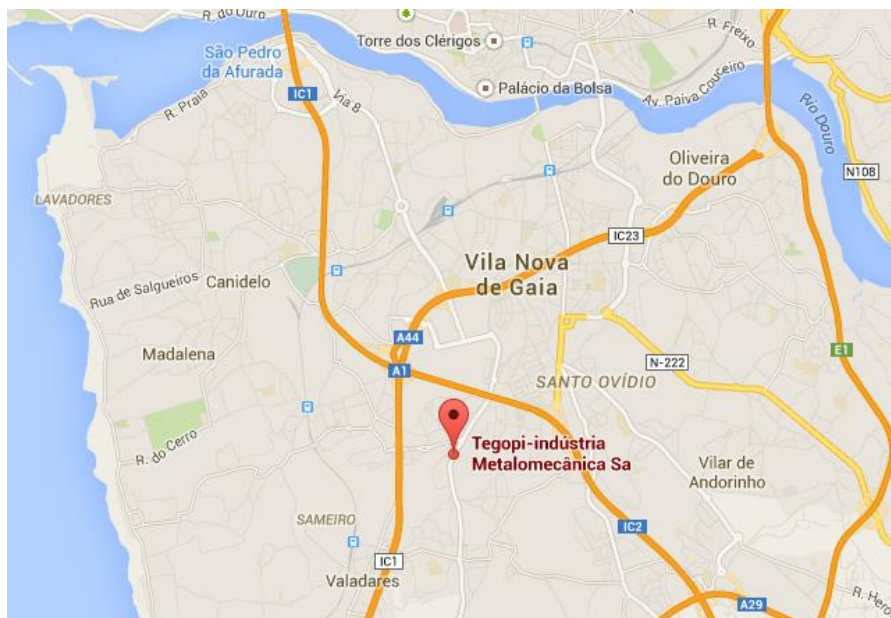 R. do Ouro
São Pedro
da Afurada
Torre dos Clérigos
R. Freixo
Palácio da Bolsa
Av. Paiva Couceiro
IC1
Via 8
R. Praia
Rio Douro
Oliveira
do Douro
N108
LAVADORES
IC23
Vila Nova
de Gaia
Canidelo
Rua de Salgueiros
A44
Madalena
A1
N-222
E1
SANTO OVÍDIO
Tegopi-indústria
Metalomecânica Sa
R. do Cerro
Vilar de
Andorinho
SAMEIRO
IC2
IC1
Valadares
A29
R. Hero